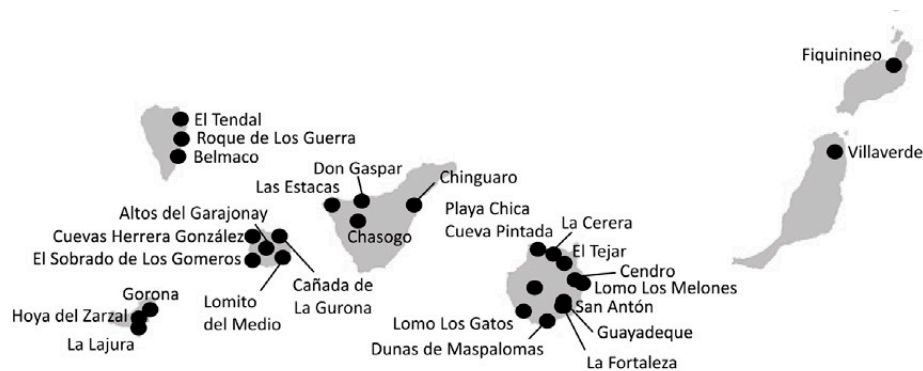 Fiquinineo
El Tendal
Roque de Los Guerra
Belmaco
Villaverde
Don Gaspar
Las Estacas
Chinguaro
Chasogo
Altos del Garajonay
Cuevas Herrera González
El Sobrado de Los Gomeros
Lomito
del Medio
Cañada de
La Gurona
Gorona
Hoya del Zarzal
La Lajura
Playa Chica
Cueva Pintada
La Cerera
El Tejar
Cendro
Lomo Los Melones
San Antón
Guayadeque
La Fortaleza
Lomo Los Gatos
Dunas de Maspalomas